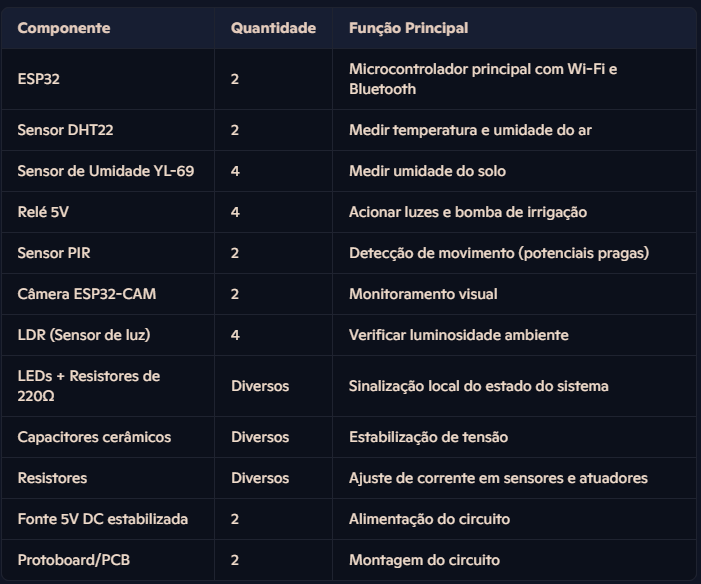 Componente Quantidade Função Principal
ESP32 2 Microcontrolador principal com Wi-Fi e
Bluetooth
Sensor DHT22 2 Medir temperatura e umidade do ar
Sensor de Umidade YL-69 4 Medir umidade do solo
Relé 5V 4 Acionar luzes e bomba de irrigação
Sensor PIR 2 Detecção de movimento (potenciais pragas)
Câmera ESP32-CAM 2 Monitoramento visual
LDR (Sensor de luz) 4 Verificar luminosidade ambiente
LEDs + Resistores de
220Ω Diversos Sinalização local do estado do sistema
Capacitores cerâmicos Diversos Estabilização de tensão
Resistores Diversos Ajuste de corrente em sensores e atuadores
Fonte 5V DC estabilizada 2 Alimentação do circuito
Protoboard/PCB 2 Montagem do circuito